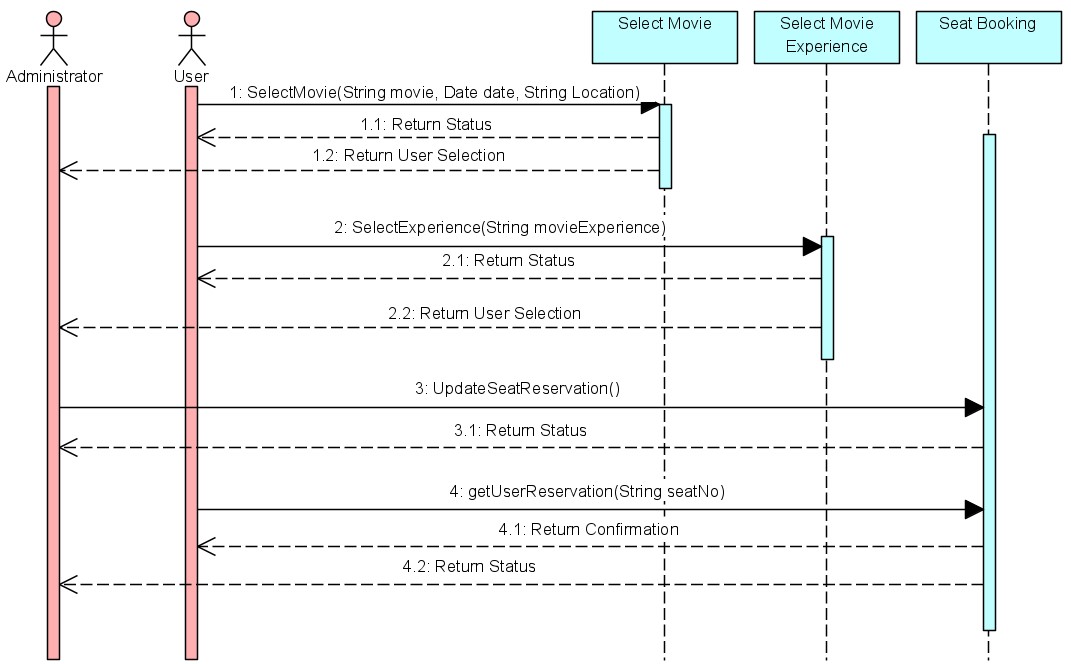 Select Movie
Select Movie
Experience
Seat Booking
Administrator
User
1: SelectMovie(String movie, Date date, String Location)
1.1: Return Status
1.2: Return User Selection
2: SelectExperience(String movieExperience)
2.1: Return Status
2.2: Return User Selection
3: UpdateSeatReservation()
3.1: Return Status
4: getUserReservation(String seatNo)
4.1: Return Confirmation
4.2: Return Status